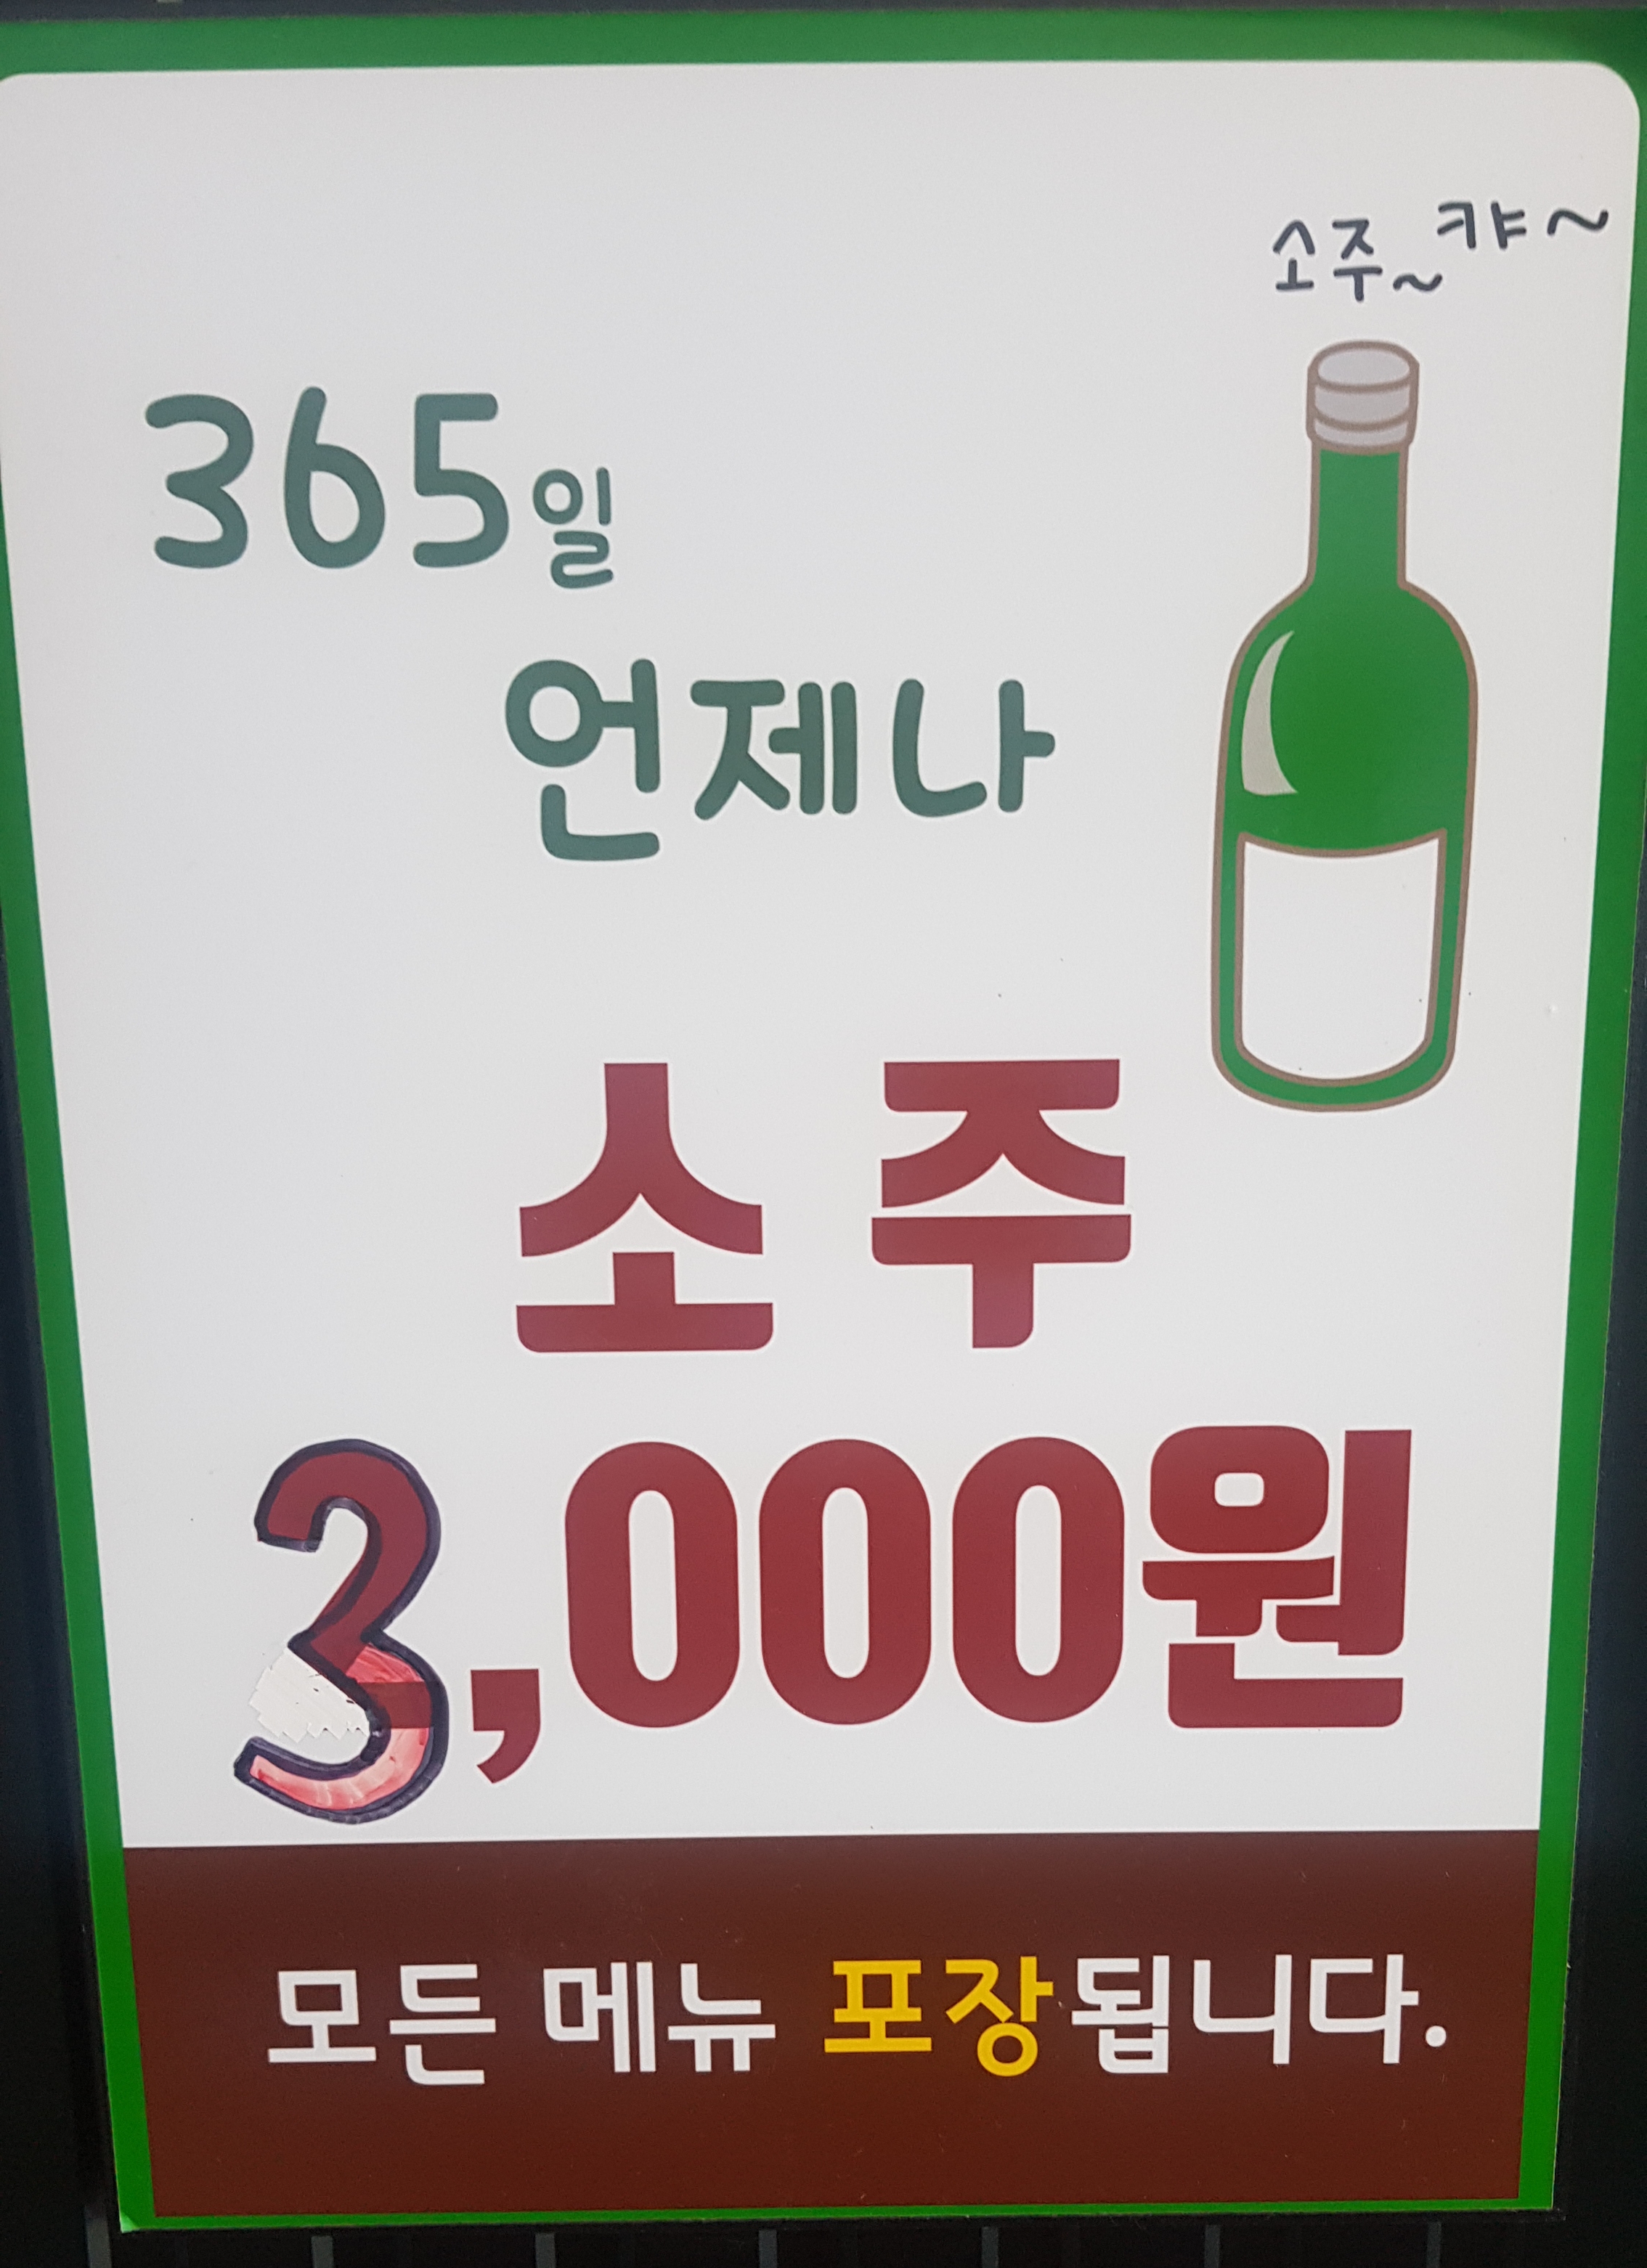 소주~캬~
365일
언제나
소주
3,000원
모든 메뉴 포장됩니다.